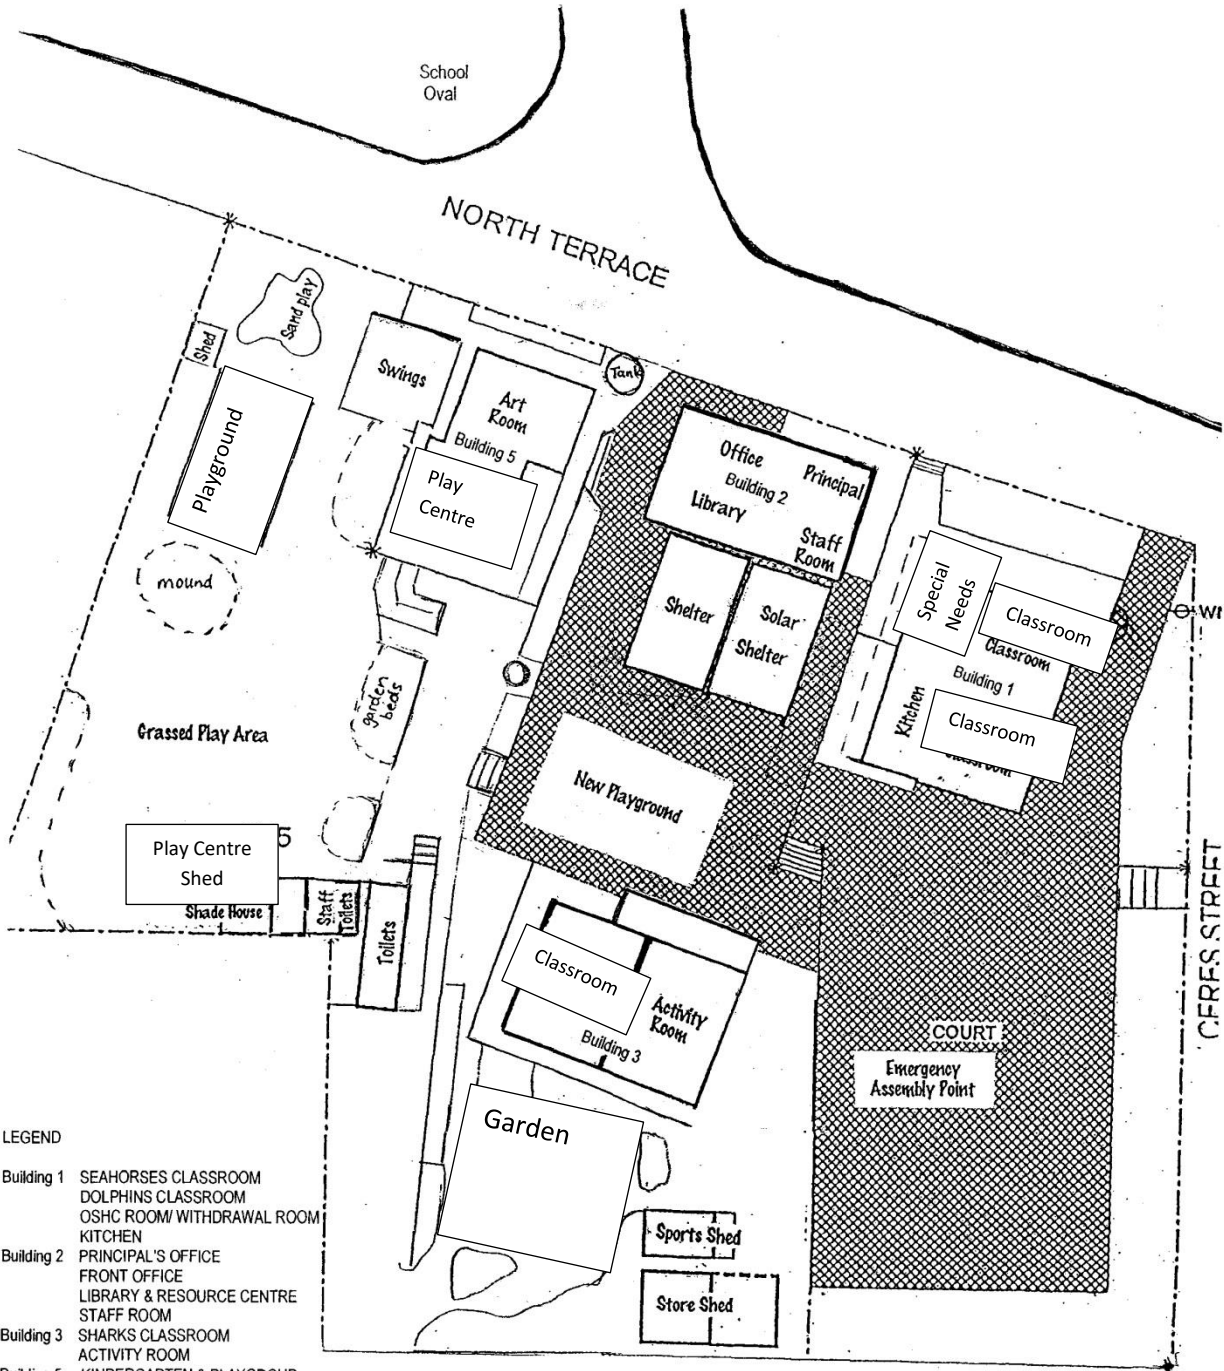 School
Oval
NORTH TERRACE
Sand play
Shed
Swings
Tank
Playground
Art
Room
Building 5
Play
Centre
Office
Principal
Building 2
Library
Staff
Room
Shelter
Solar
Shelter
Special
Needs
Classroom
Classroom
Building 1
Kitchen
Classroom
Classroom
mound
garden
beds
Grassed Play Area
New Playground
5
Play Centre
Shed
Shade House
Staff
Toilets
Toilets
Classroom
Activity
Room
Building 3
COURT
Emergency
Assembly Point
CERES STREET
Garden
Sports Shed
Store Shed
LEGEND
Building 1 SEAHORSES CLASSROOM
DOLPHINS CLASSROOM
OSHC ROOM/ WITHDRAWAL ROOM
KITCHEN
Building 2 PRINCIPAL'S OFFICE
FRONT OFFICE
LIBRARY & RESOURCE CENTRE
STAFF ROOM
Building 3 SHARKS CLASSROOM
ACTIVITY ROOM
Building 5 KINDERGARTEN & PLAYGROUP